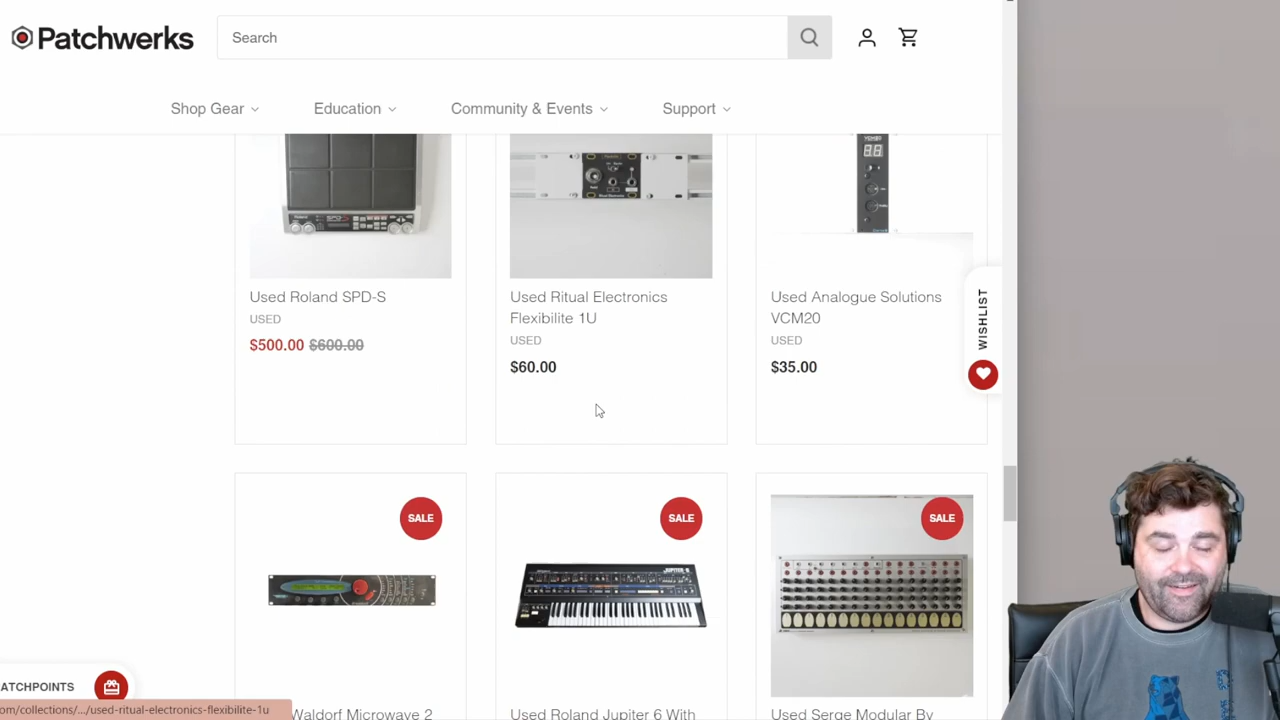 Patchwerks
Search
Shop Gear
Education
Community & Events
Support
Used Roland SPD-S
USED
$500.00 $600.00
Used Ritual Electronics
Flexibilite 1U
USED
$60.00
Used Analogue Solutions
VCM20
USED
$35.00
WISHLIST
SALE
SALE
SALE
JUPITER-6
ATCHPOINTS
om/collections/.../used-ritual-electronics-flexibilite-1u
Waldorf Microwave 2
Used Roland Jupiter 6 With
Used Serge Modular By